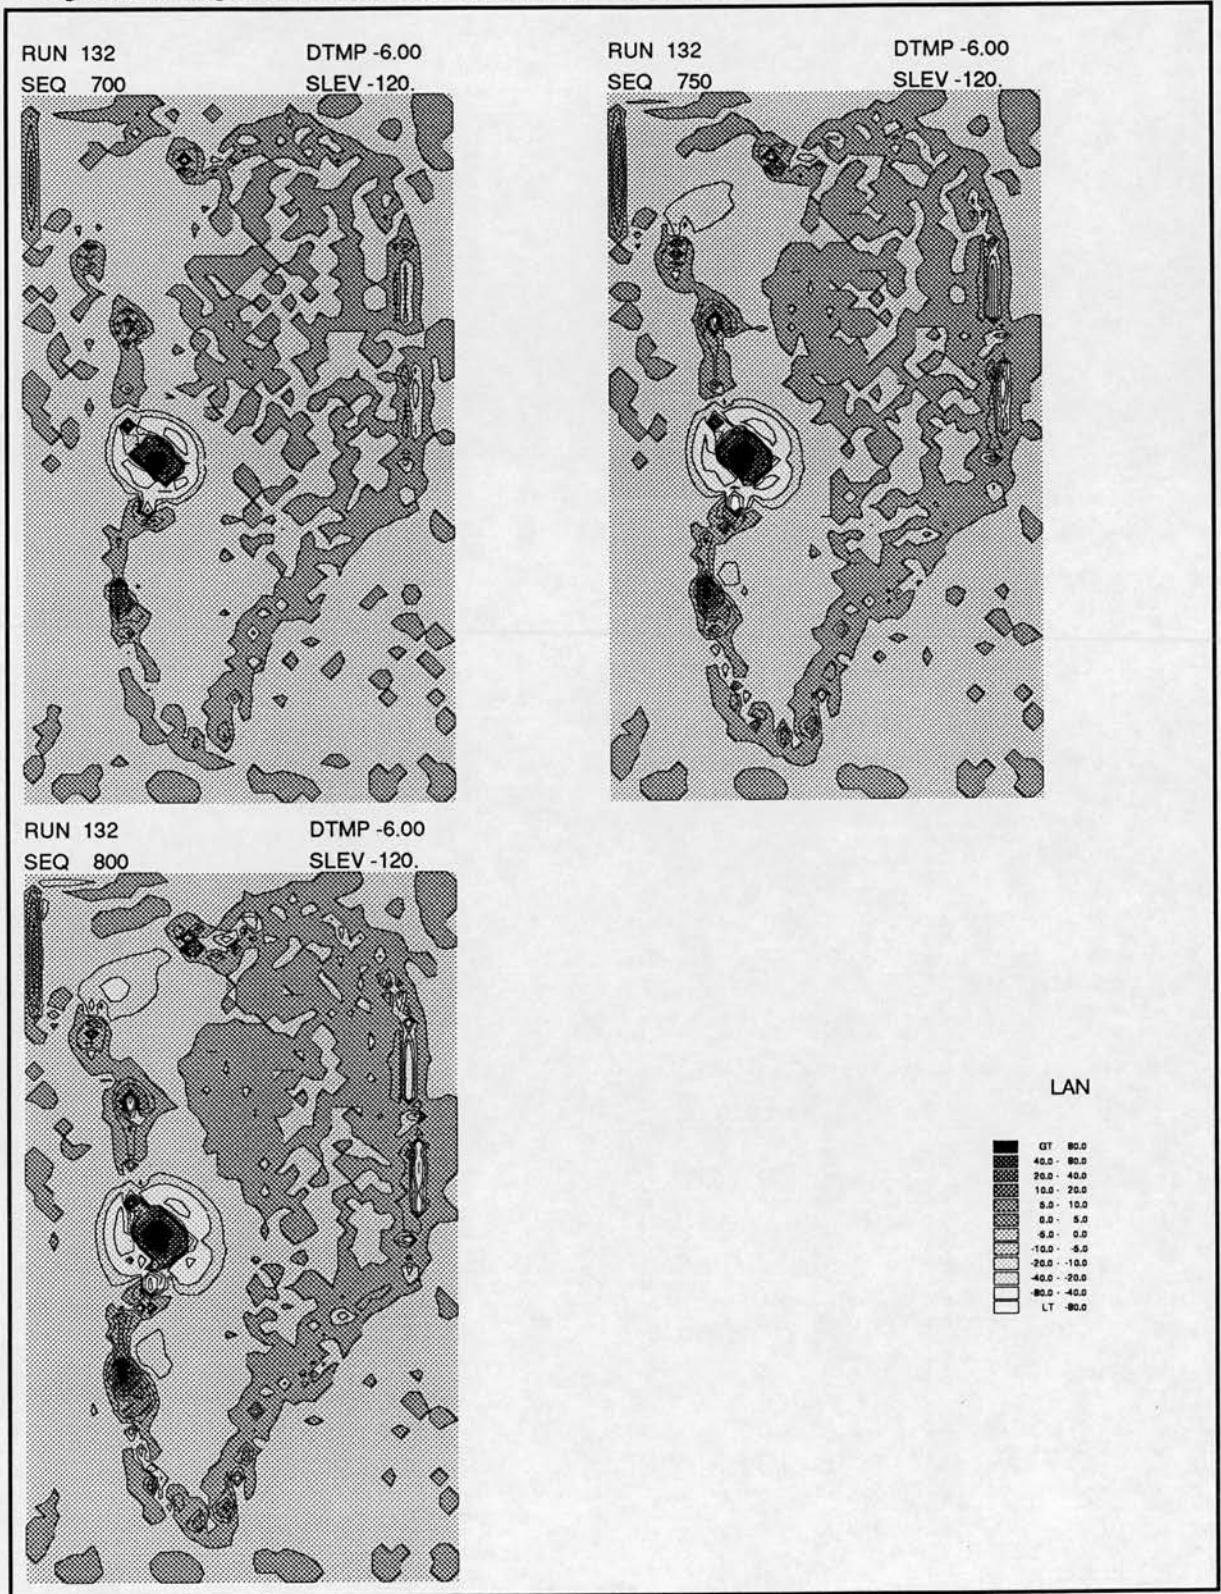 RUN 132 DTMP -6.00
SEQ 700 SLEV -120.
RUN 132 DTMP -6.00
SEQ 750 SLEV -120.
RUN 132 DTMP -6.00
SEQ 800 SLEV -120.
LAN
GT 80.0
40.0 - 80.0
20.0 - 40.0
10.0 - 20.0
5.0 - 10.0
0.0 - 5.0
-5.0 - 0.0
-10.0 - -5.0
-20.0 - -10.0
-40.0 - -20.0
-80.0 - -40.0
LT -80.0